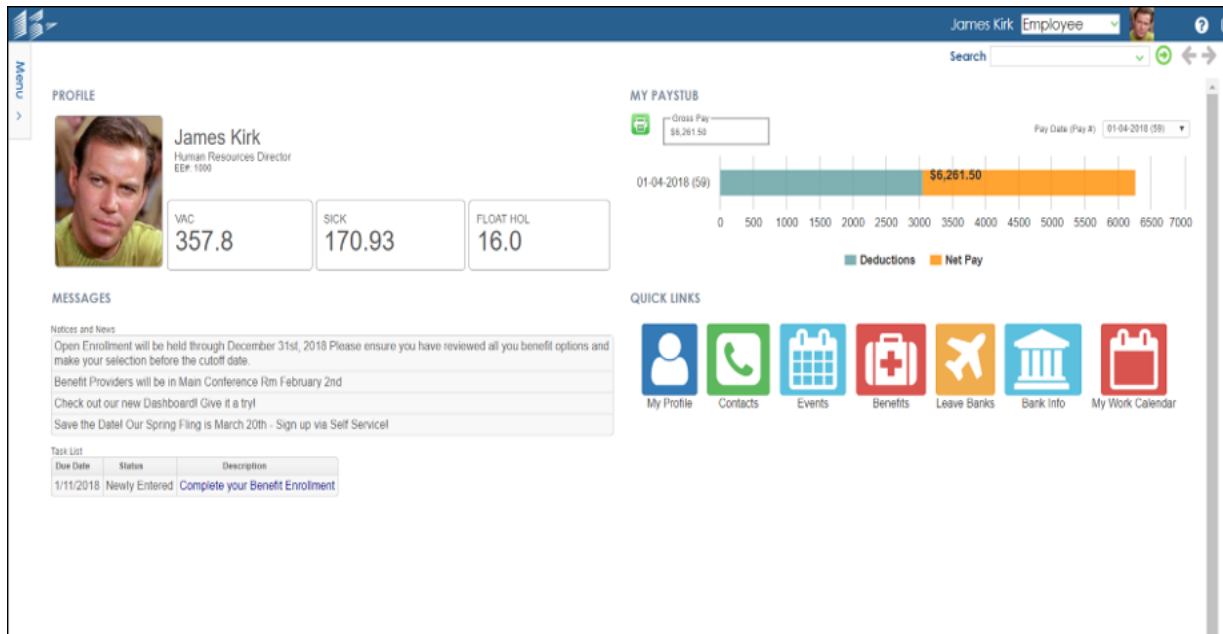 James Kirk Employee
Search
Menu
PROFILE
James Kirk
Human Resources Director
EE#: 1000
VAC
357.8
SICK
170.93
FLOAT HOL
16.0
MY PAYSTUB
Gross Pay
$6,261.50
Pay Date (Pay #) 01-04-2018 (59)
01-04-2018 (59)
$6,261.50
0 500 1000 1500 2000 2500 3000 3500 4000 4500 5000 5500 6000 6500 7000
Deductions Net Pay
MESSAGES
Notices and News
Open Enrollment will be held through December 31st, 2018 Please ensure you have reviewed all you benefit options and
make your selection before the cutoff date.
Benefit Providers will be in Main Conference Rm February 2nd
Check out our new Dashboard! Give it a try!
Save the Date! Our Spring Fling is March 20th - Sign up via Self Service!
Task List
Due Date Status Description
1/11/2018 Newly Entered Complete your Benefit Enrollment
QUICK LINKS
My Profile Contacts Events Benefits Leave Banks Bank Info My Work Calendar